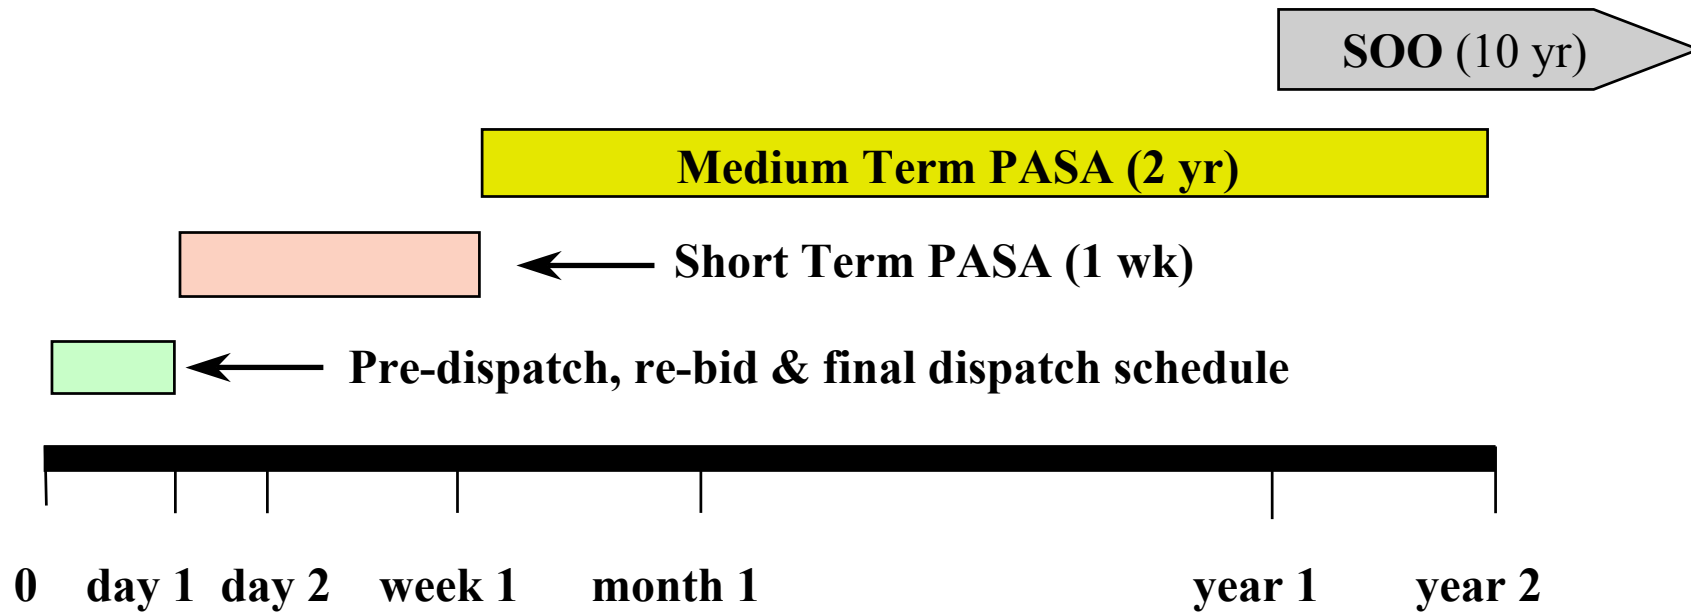 SOO (10 yr)
Medium Term PASA (2 yr)
Short Term PASA (1 wk)
Pre-dispatch, re-bid & final dispatch schedule
0 day 1 day 2 week 1 month 1 year 1 year 2